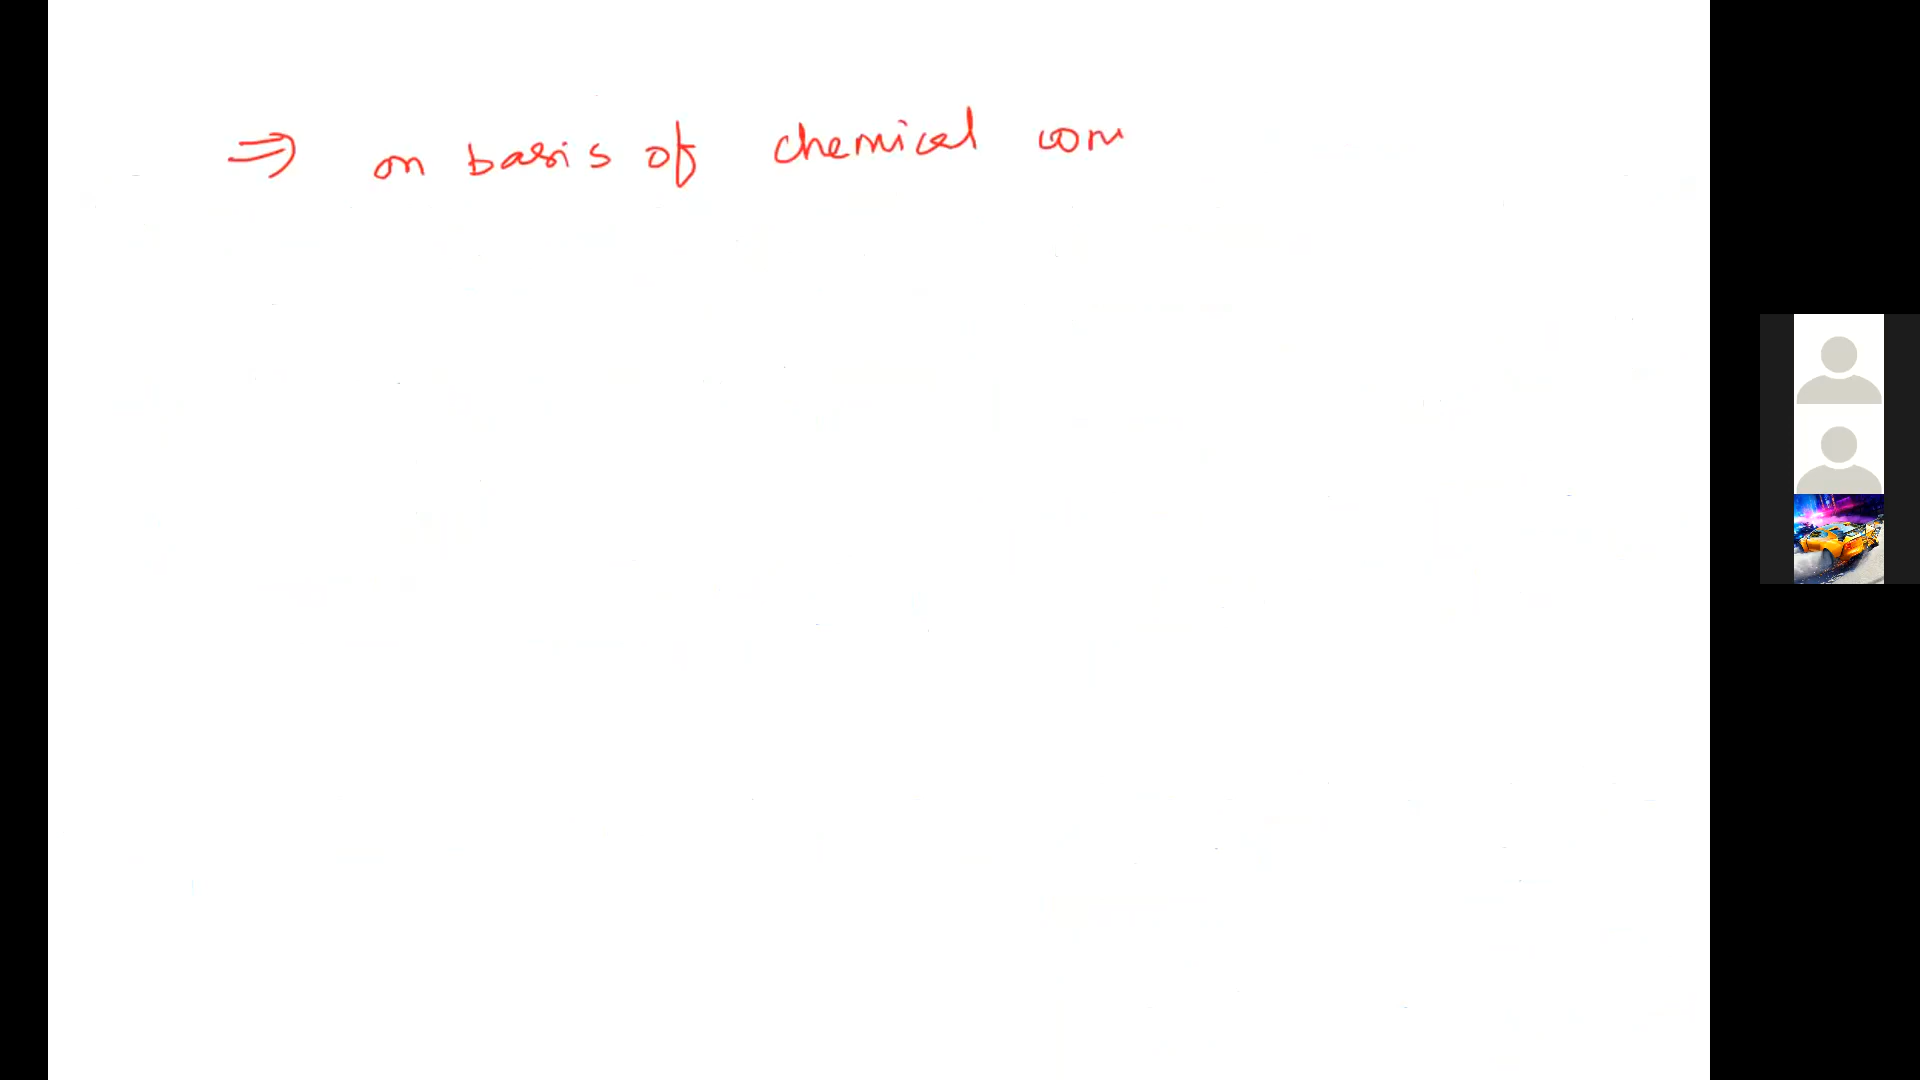 ⇒ on basis of chemical com